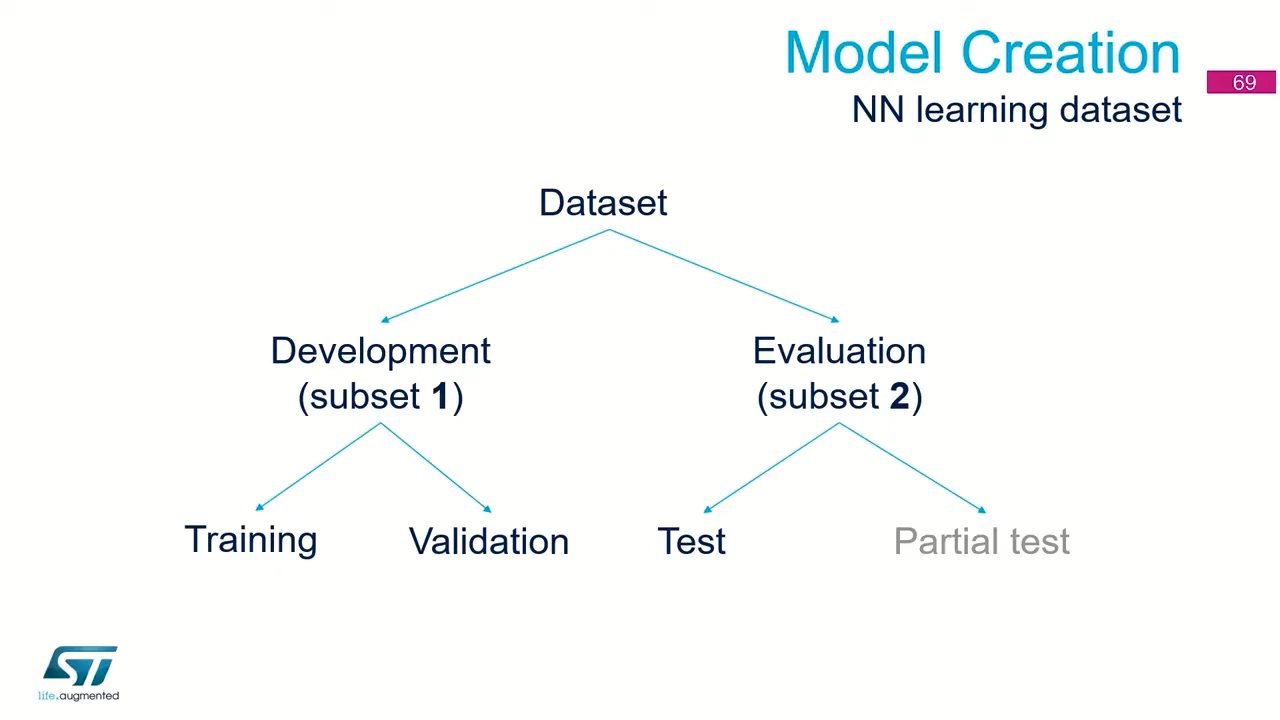 Model Creation
69
NN learning dataset
Dataset
Development
(subset 1)
Evaluation
(subset 2)
Training
Validation
Test
Partial test
ST
life.augmented